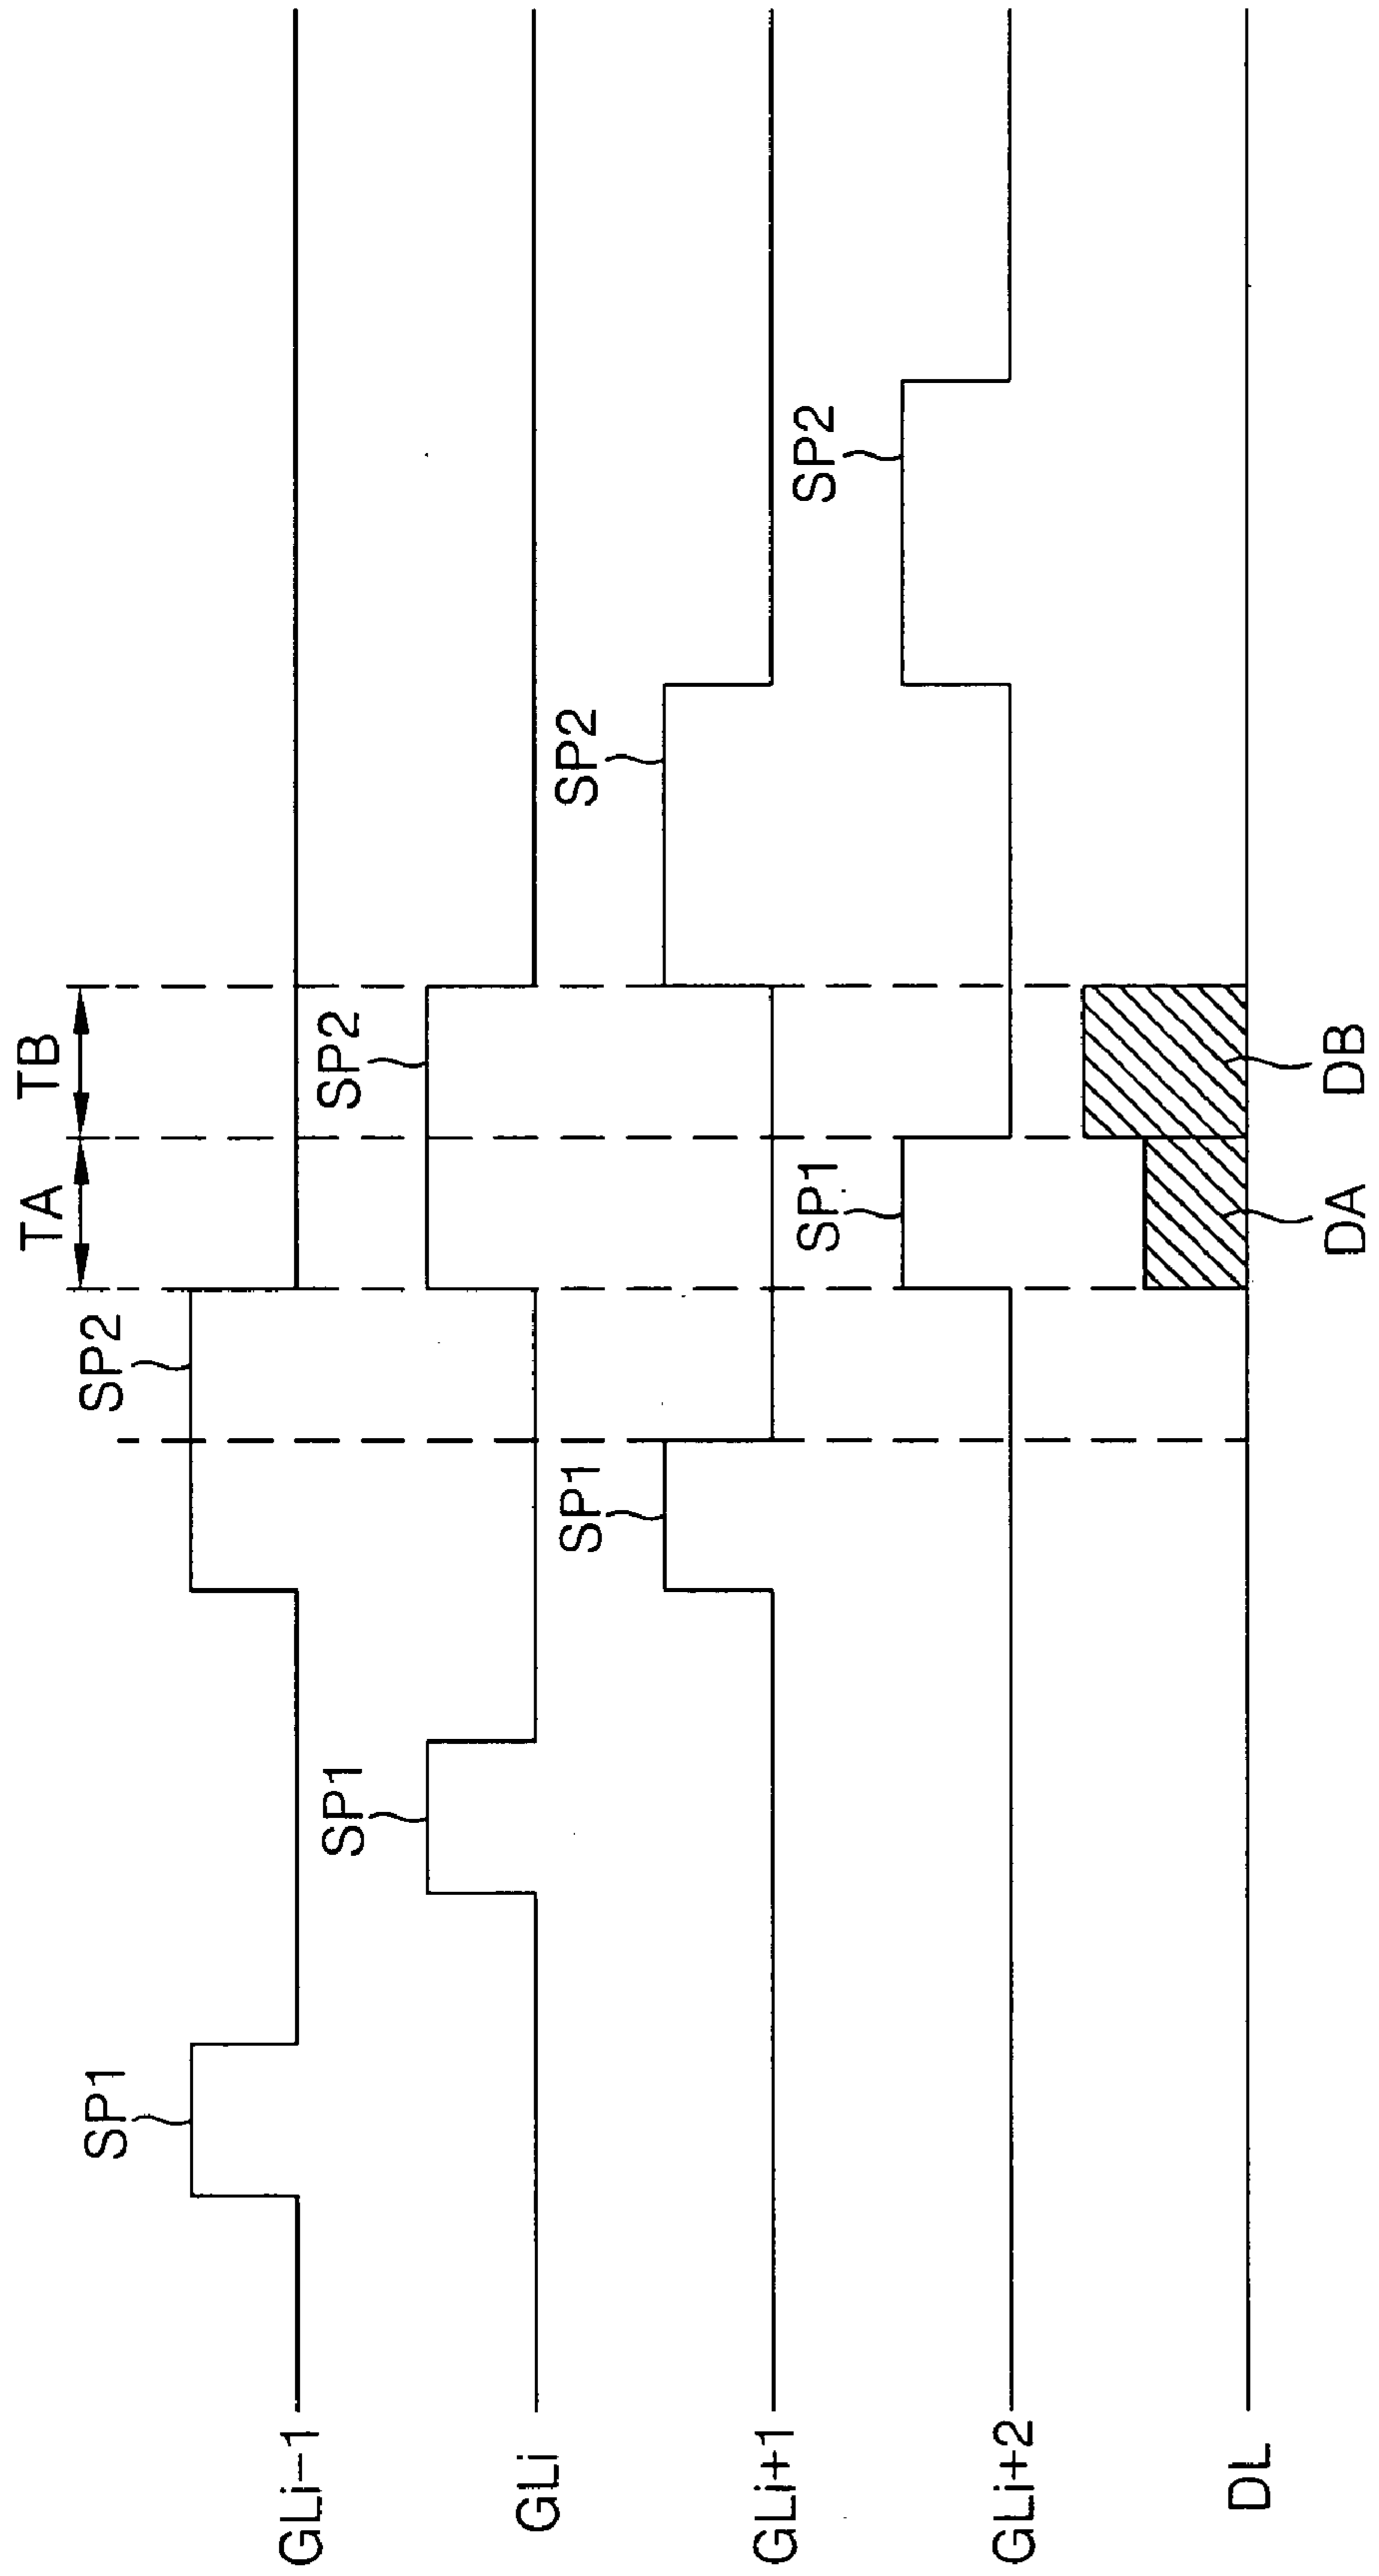 TA TB
GLi-1 SP1 SP2
GLi SP1 SP2
GLi+1 SP1 SP2
GLi+2 SP1 SP2
DL DA DB